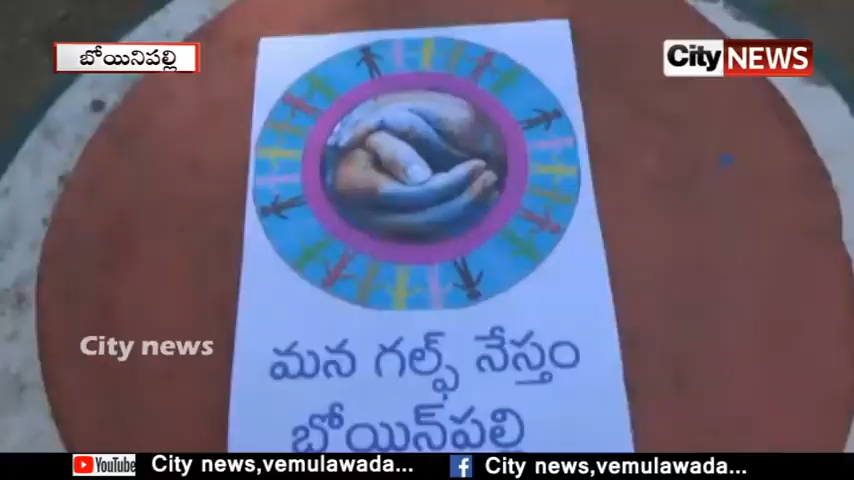 బోయినిపల్లి
City NEWS
City news
మన గల్ఫ్ నేస్తం
బోయిన్‌పల్లి
YouTube City news,vemulawada... City news,vemulawada...